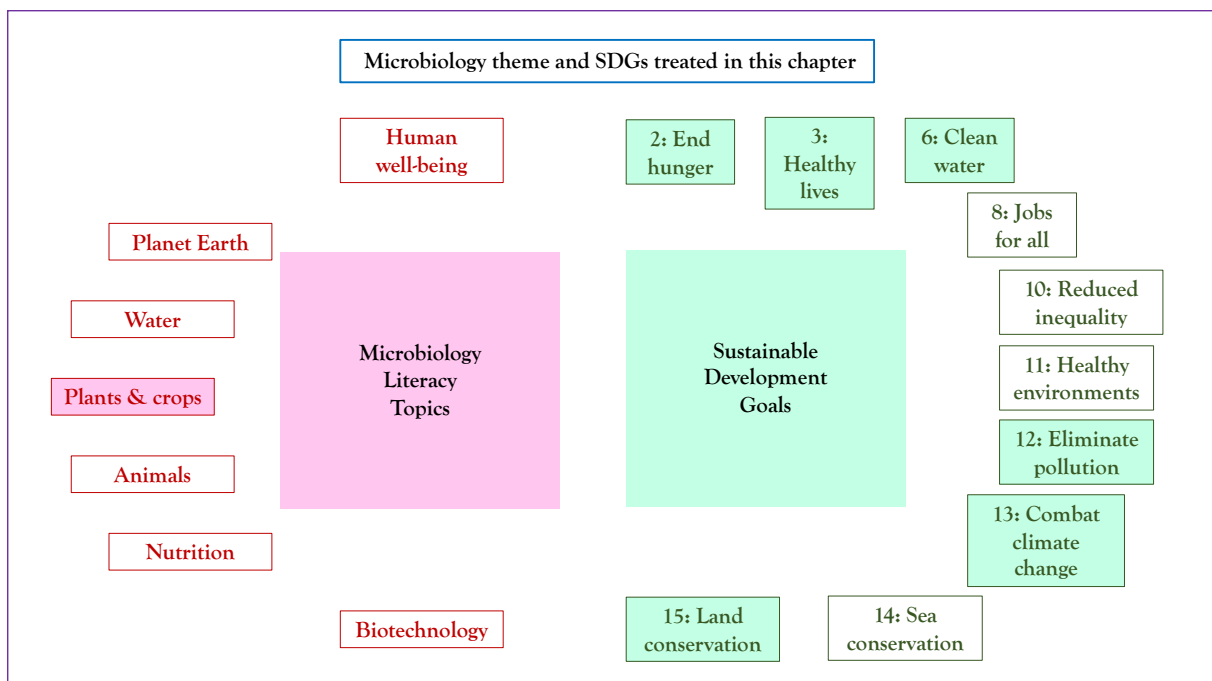 Microbiology theme and SDGs treated in this chapter
Human
well-being
Planet Earth
Water
Plants & crops
Animals
Nutrition
Biotechnology
Microbiology
Literacy
Topics
2: End
hunger
3:
Healthy
lives
6: Clean
water
8: Jobs
for all
10: Reduced
inequality
11: Healthy
environments
12: Eliminate
pollution
13: Combat
climate
change
14: Sea
conservation
15: Land
conservation
Sustainable
Development
Goals